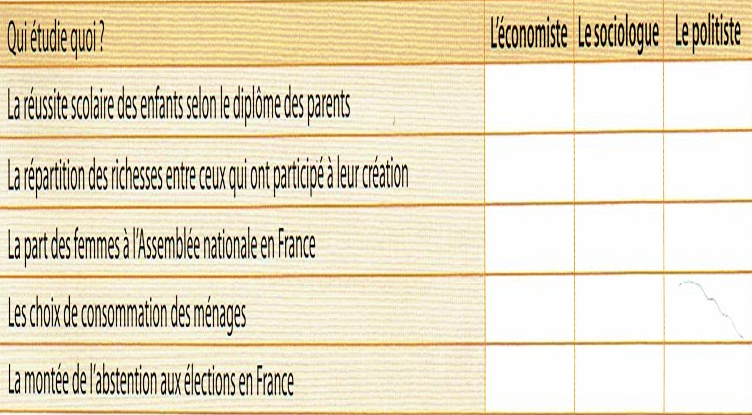 Qui étudie quoi ? L'économiste Le sociologue Le politiste
La réussite scolaire des enfants selon le diplôme des parents
La répartition des richesses entre ceux qui ont participé à leur création
La part des femmes à l'Assemblée nationale en France
Les choix de consommation des ménages
La montée de l'abstention aux élections en France